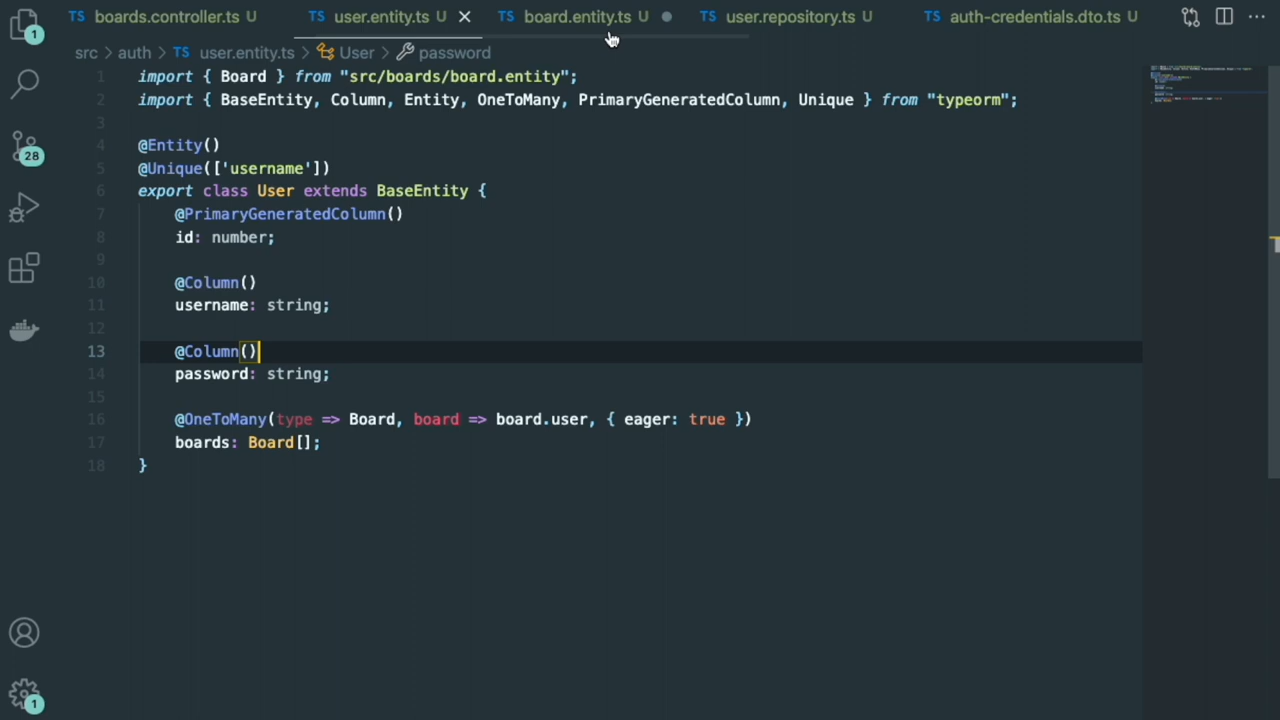 TS boards.controller.ts U TS user.entity.ts U TS board.entity.ts U TS user.repository.ts U TS auth-credentials.dto.ts U
src > auth > TS user.entity.ts > User > password
1 import { Board } from "src/boards/board.entity";
2 import { BaseEntity, Column, Entity, OneToMany, PrimaryGeneratedColumn, Unique } from "typeorm";
3
4 @Entity()
5 @Unique(['username'])
6 export class User extends BaseEntity {
7 @PrimaryGeneratedColumn()
8 id: number;
9
10 @Column()
11 username: string;
12
13 @Column()
14 password: string;
15
16 @OneToMany(type => Board, board => board.user, { eager: true })
17 boards: Board[];
18 }
1
28
1